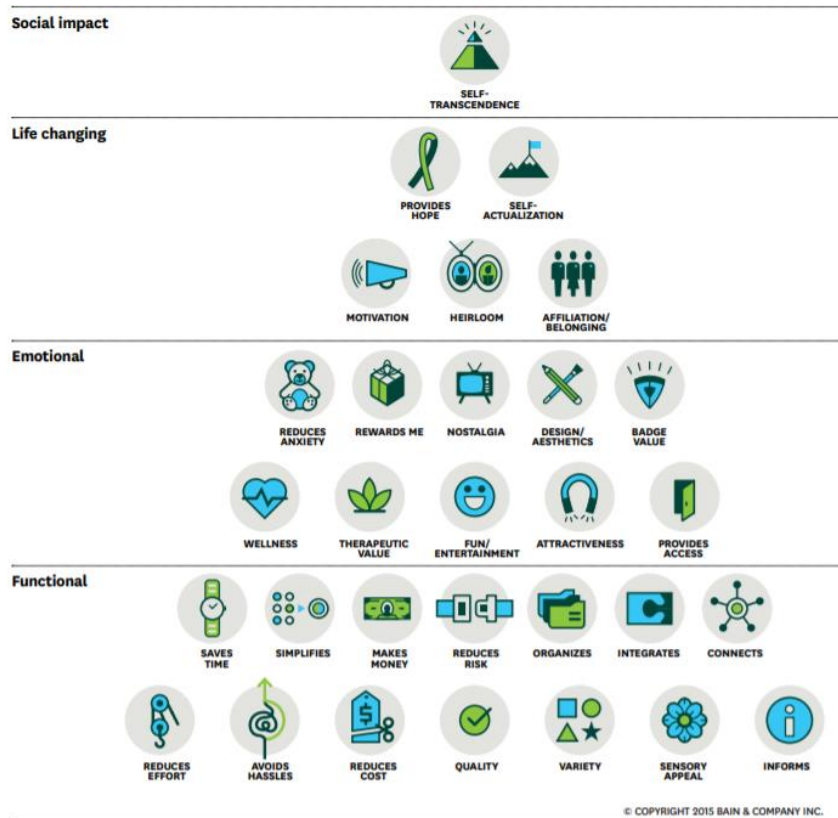 Social impact
SELF-
TRANSCENDENCE
Life changing
PROVIDES
HOPE
SELF-
ACTUALIZATION
MOTIVATION
HEIRLOOM
AFFILIATION/
BELONGING
Emotional
REDUCES
ANXIETY
REWARDS ME
NOSTALGIA
DESIGN/
AESTHETICS
BADGE
VALUE
WELLNESS
THERAPEUTIC
VALUE
FUN/
ENTERTAINMENT
ATTRACTIVENESS
PROVIDES
ACCESS
Functional
SAVES
TIME
SIMPLIFIES
MAKES
MONEY
REDUCES
RISK
ORGANIZES
INTEGRATES
CONNECTS
$
REDUCES
EFFORT
AVOIDS
HASSLES
REDUCES
COST
QUALITY
VARIETY
SENSORY
APPEAL
INFORMS
© COPYRIGHT 2015 BAIN & COMPANY INC.